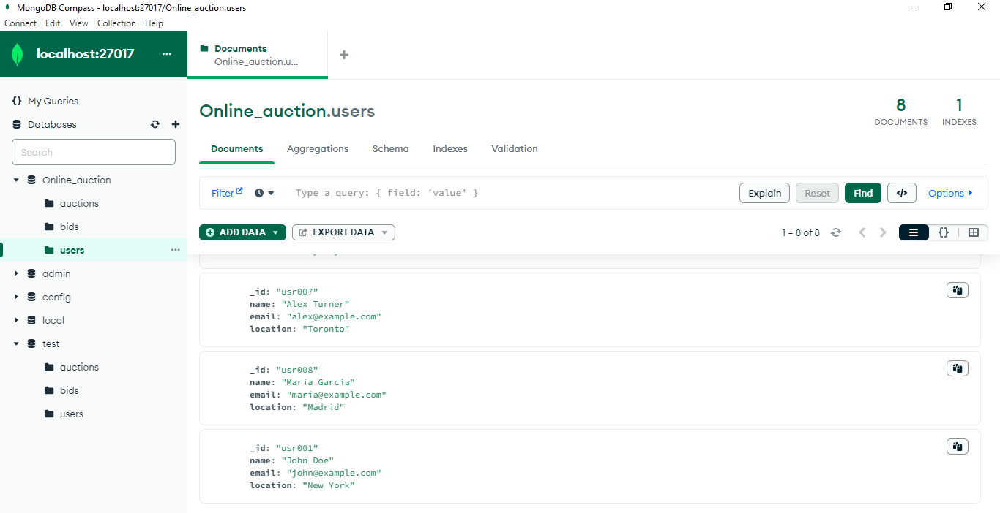 MongoDB Compass - localhost:27017/Online_auction.users
Connect Edit View Collection Help
localhost:27017
Documents
Online_auction.u...
My Queries
Databases
Search
Online_auction
auctions
bids
users
admin
config
local
test
auctions
bids
users
Online_auction.users
8
DOCUMENTS
1
INDEXES
Documents Aggregations Schema Indexes Validation
Filter Type a query: { field: 'value' } Explain Reset Find </> Options
ADD DATA EXPORT DATA 1 – 8 of 8 {}
_id: "usr007"
name: "Alex Turner"
email: "alex@example.com"
location: "Toronto"
_id: "usr008"
name: "Maria Garcia"
email: "maria@example.com"
location: "Madrid"
_id: "usr001"
name: "John Doe"
email: "john@example.com"
location: "New York"